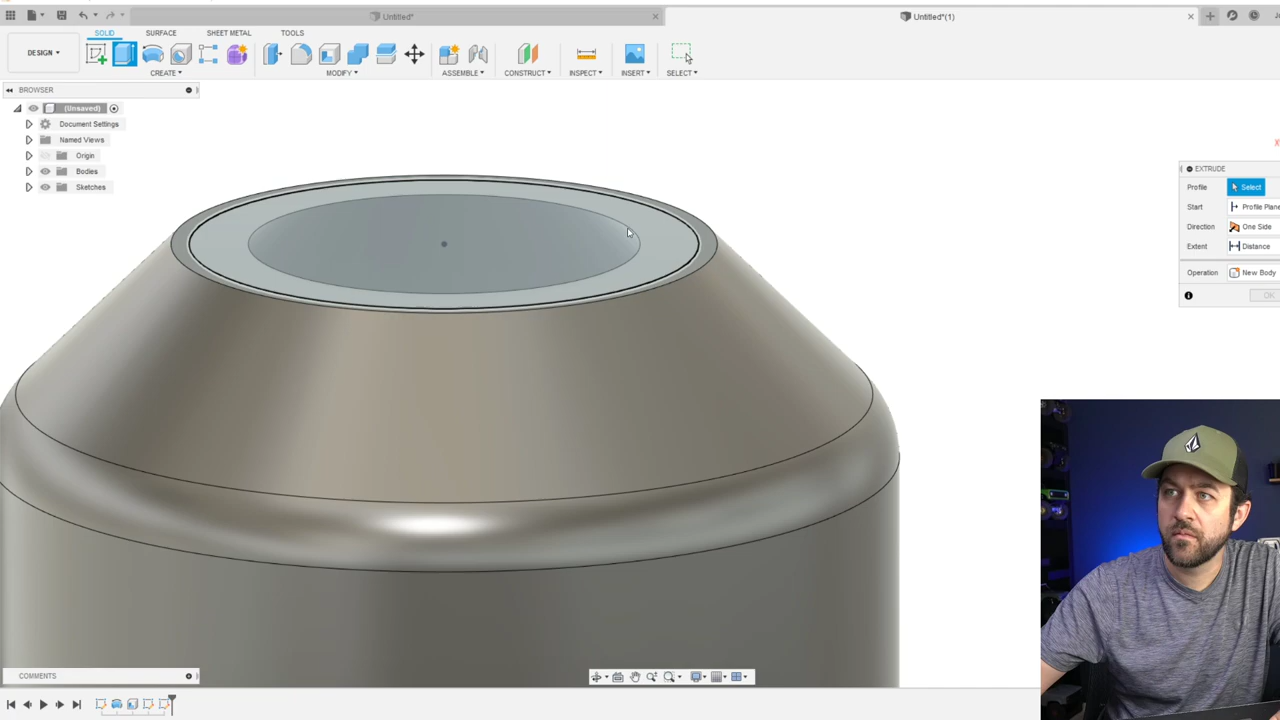 Untitled*
Untitled*(1)
SOLID
SURFACE
SHEET METAL
TOOLS
DESIGN
CREATE
MODIFY
ASSEMBLE
CONSTRUCT
INSPECT
INSERT
SELECT
BROWSER
(Unsaved)
Document Settings
Named Views
Origin
Bodies
Sketches
X
EXTRUDE
Profile
Select
Start
Profile Plane
Direction
One Side
Extent
Distance
Operation
New Body
OK
COMMENTS